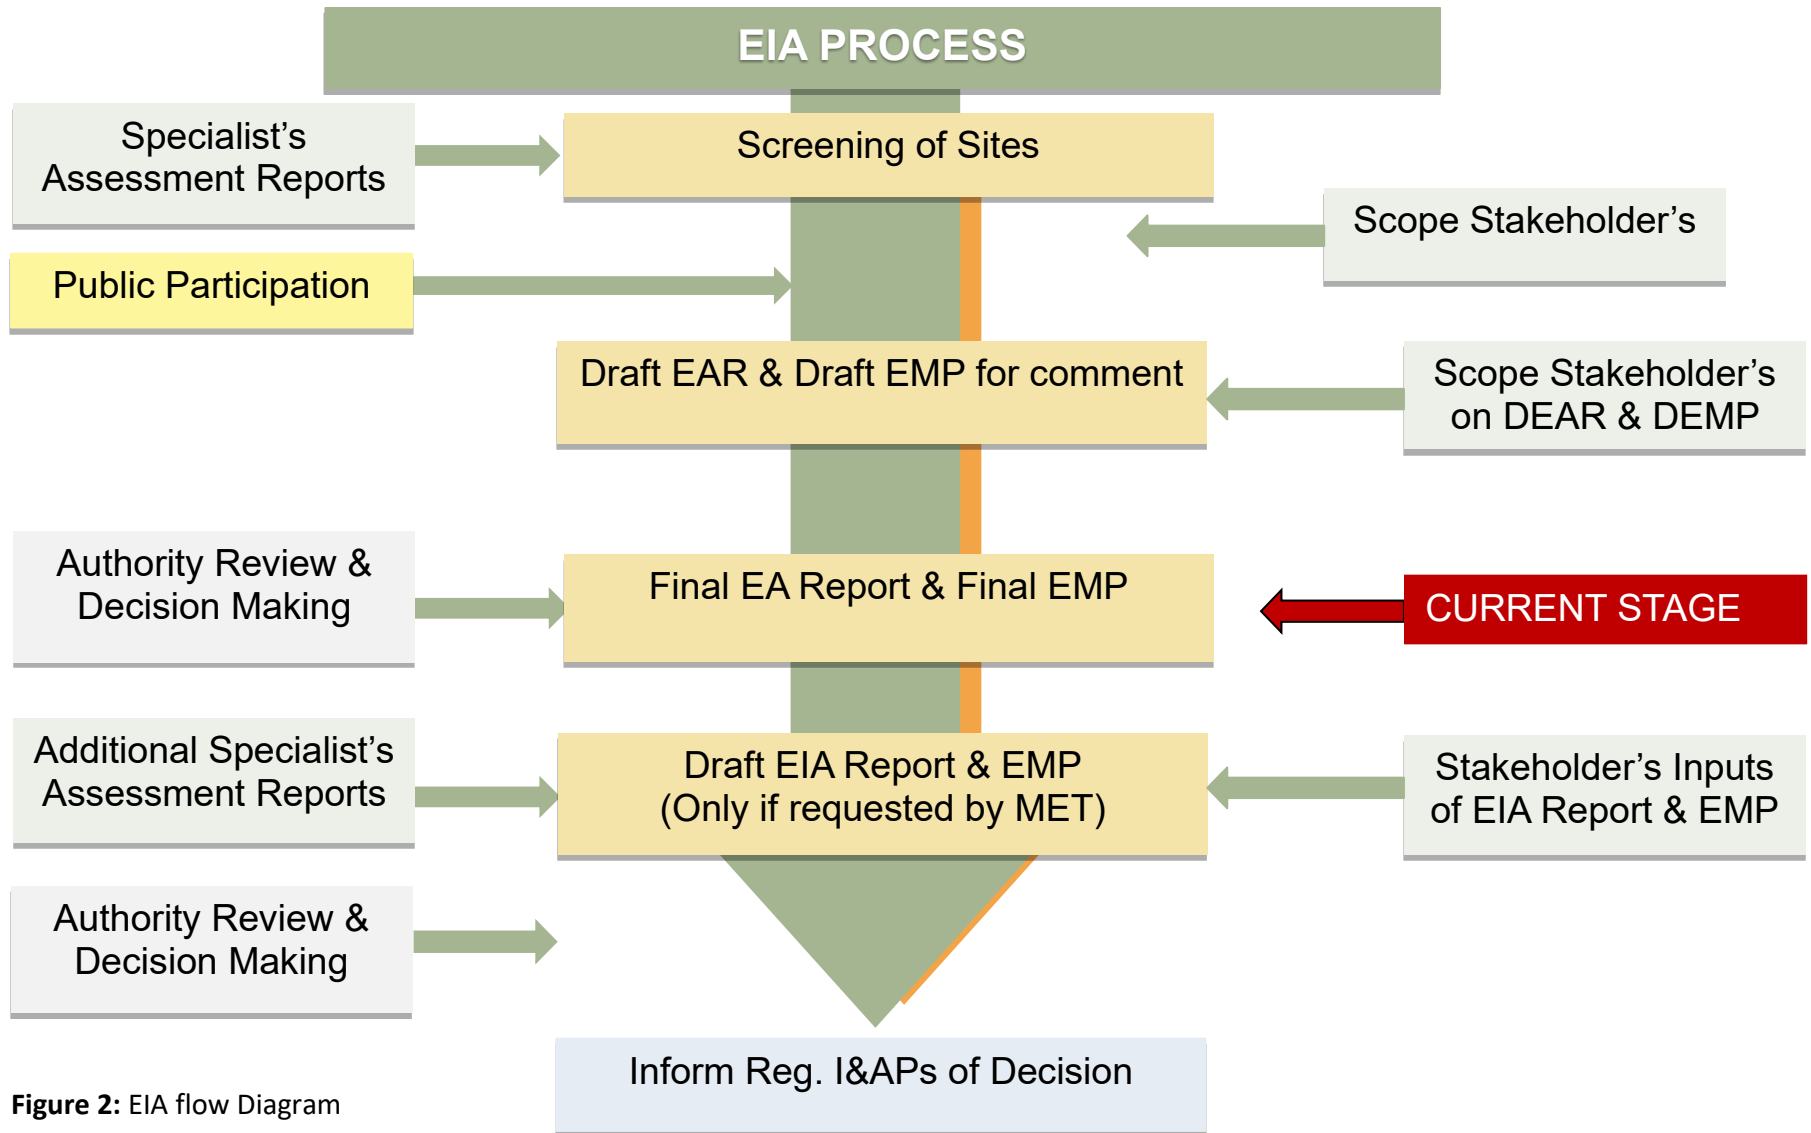 EIA PROCESS
Specialist’s
Assessment Reports
Screening of Sites
Scope Stakeholder’s
Public Participation
Draft EAR & Draft EMP for comment
Scope Stakeholder’s
on DEAR & DEMP
Authority Review &
Decision Making
Final EA Report & Final EMP
CURRENT STAGE
Additional Specialist’s
Assessment Reports
Draft EIA Report & EMP
(Only if requested by MET)
Stakeholder’s Inputs
of EIA Report & EMP
Authority Review &
Decision Making
Inform Reg. I&APs of Decision
Figure 2: EIA flow Diagram